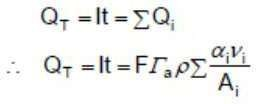 Q_T = It = ∑Q_i
∴ Q_T = It = FΓ_aρ∑ α_iν_i / A_i